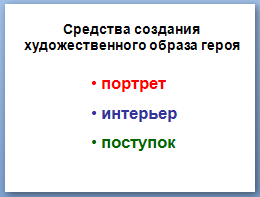 Средства создания
художественного образа героя
• портрет
• интерьер
• поступок